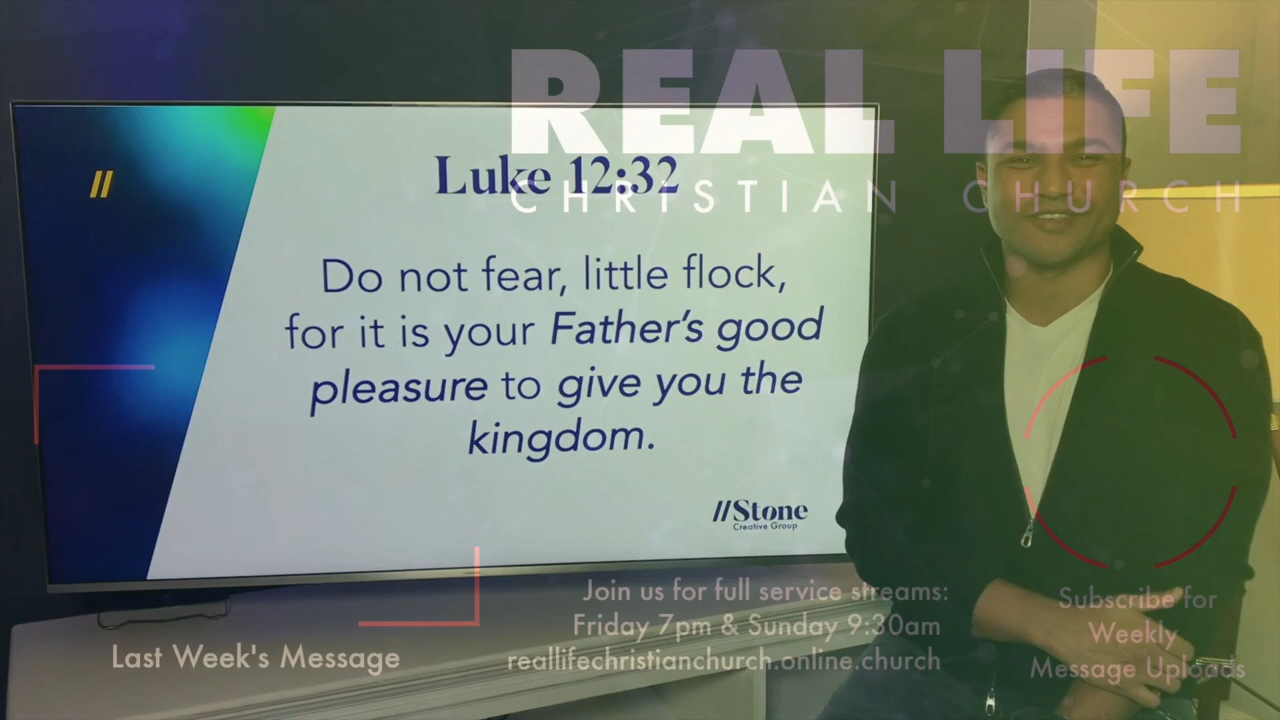 REAL LIFE
CHRISTIAN CHURCH
//
Luke 12:32
Do not fear, little flock,
for it is your Father's good
pleasure to give you the
kingdom.
//Stone
Creative Group
Join us for full service streams:
Friday 7pm & Sunday 9:30am
reallifechristianchurch.online.church
Last Week's Message
Subscribe for
Weekly
Message Uploads